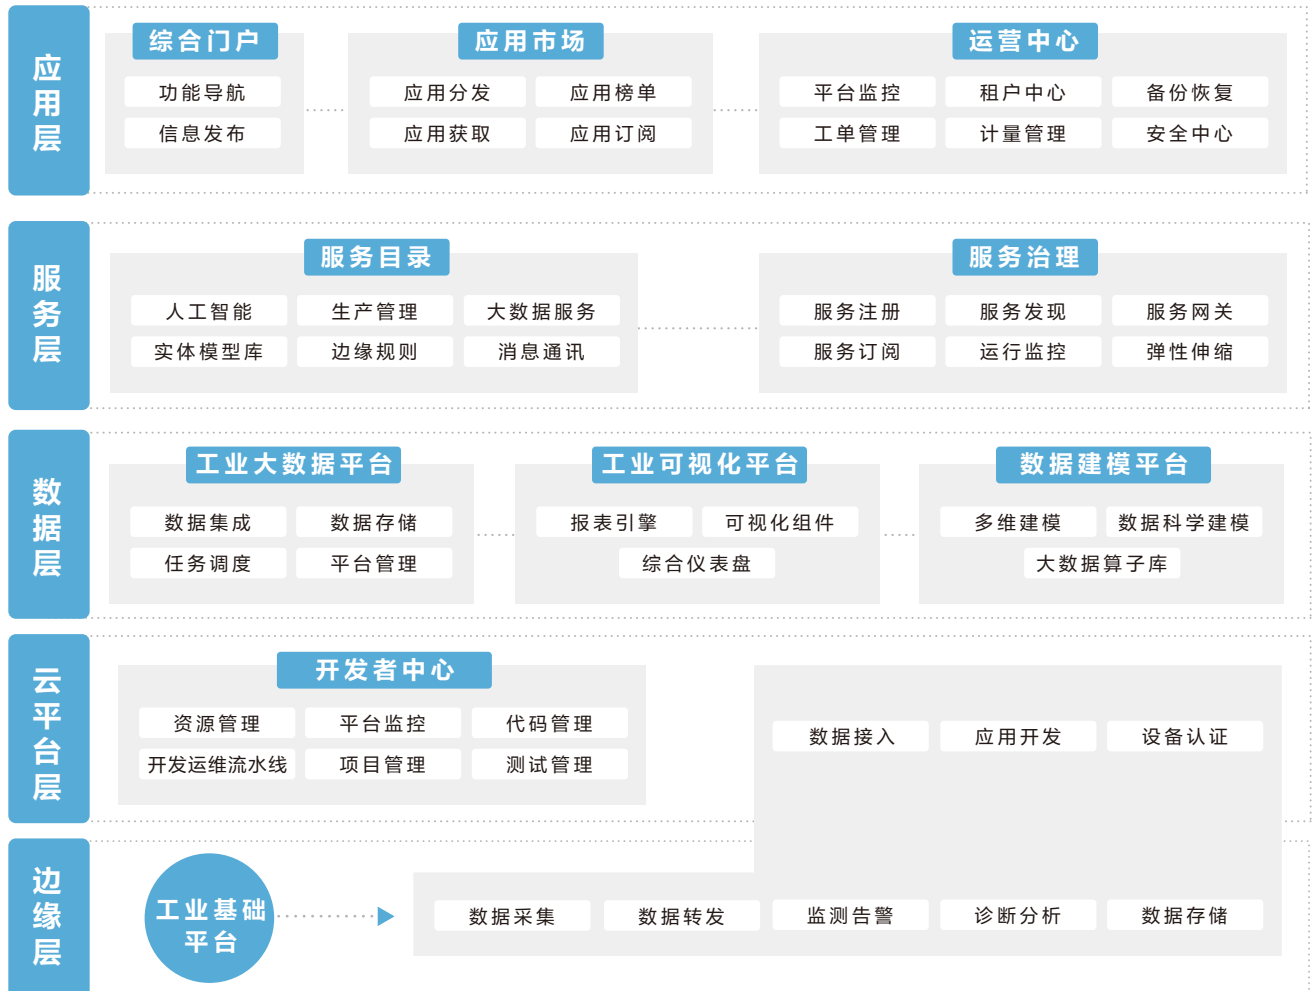 应用层
综合门户
功能导航
信息发布
应用市场
应用分发
应用榜单
应用获取
应用订阅
运营中心
平台监控
租户中心
备份恢复
工单管理
计量管理
安全中心
服务层
服务目录
人工智能
生产管理
大数据服务
实体模型库
边缘规则
消息通讯
服务治理
服务注册
服务发现
服务网关
服务订阅
运行监控
弹性伸缩
数据层
工业大数据平台
数据集成
数据存储
任务调度
平台管理
工业可视化平台
报表引擎
可视化组件
综合仪表盘
数据建模平台
多维建模
数据科学建模
大数据算子库
云平台层
开发者中心
资源管理
平台监控
代码管理
开发运维流水线
项目管理
测试管理
数据接入
应用开发
设备认证
边缘层
工业基础
平台
数据采集
数据转发
监测告警
诊断分析
数据存储